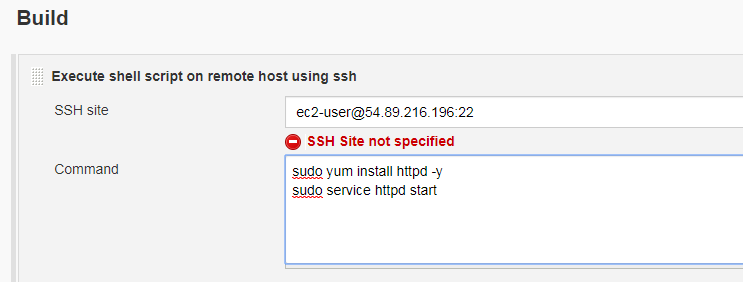 Build
Execute shell script on remote host using ssh
SSH site
ec2-user@54.89.216.196:22
SSH Site not specified
Command
sudo yum install httpd -y
sudo service httpd start